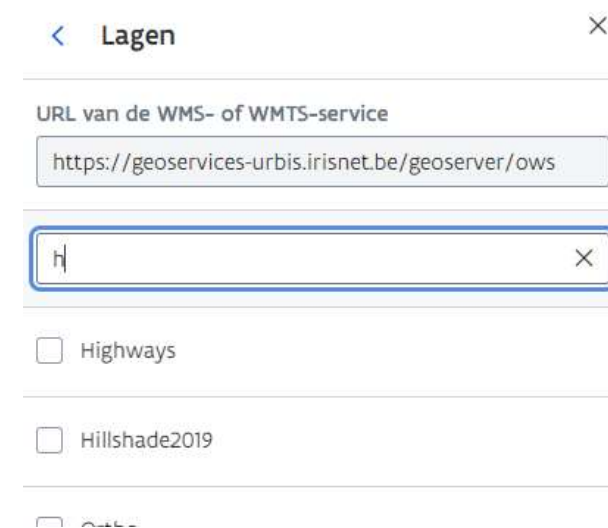 Lagen
URL van de WMS- of WMTS-service
https://geoservices-urbis.irisnet.be/geoserver/ows
h
Highways
Hillshade2019